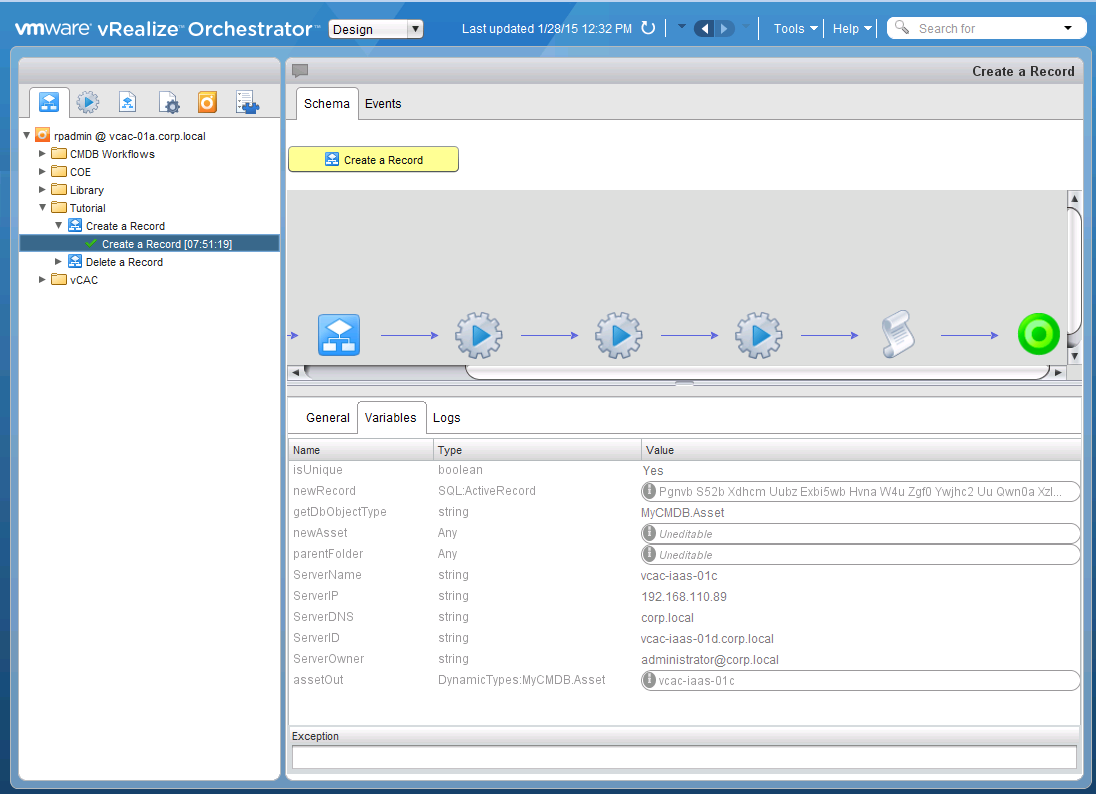 vmware vRealize™ Orchestrator™ Design Last updated 1/28/15 12:32 PM Tools Help Search for
Create a Record
Schema Events
rpadmin @ vcac-01a.corp.local
CMDB Workflows
COE
Library
Tutorial
Create a Record
Create a Record [07:51:19]
Delete a Record
vCAC
Create a Record
General Variables Logs
Name Type Value
isUnique boolean Yes
newRecord SQL:ActiveRecord Pgnvb S52b Xdhcm Uubz Exbi5wb Hvna W4u Zgf0 Ywjhc2 Uu Qwn0a Xzl...
getDbObjectType string MyCMDB.Asset
newAsset Any Uneditable
parentFolder Any Uneditable
ServerName string vcac-iaas-01c
ServerIP string 192.168.110.89
ServerDNS string corp.local
ServerID string vcac-iaas-01d.corp.local
ServerOwner string administrator@corp.local
assetOut DynamicTypes:MyCMDB.Asset vcac-iaas-01c
Exception